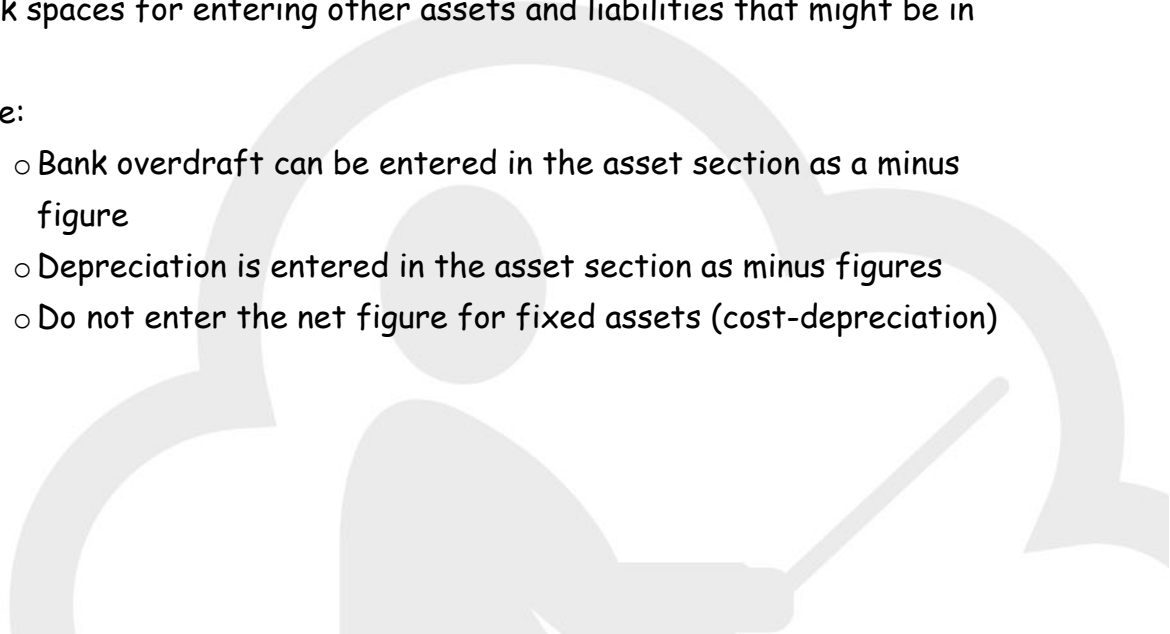 k spaces for entering other assets and liabilities that might be in
e:
○ Bank overdraft can be entered in the asset section as a minus
figure
○ Depreciation is entered in the asset section as minus figures
○ Do not enter the net figure for fixed assets (cost-depreciation)